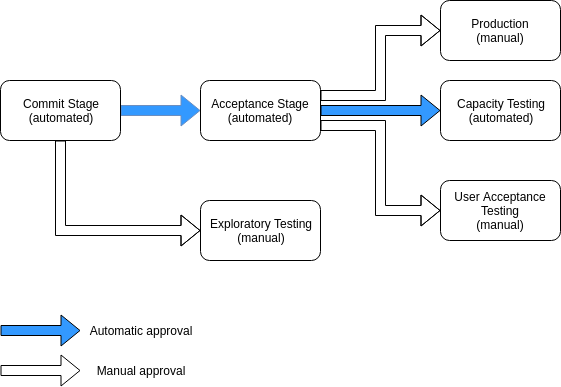 Production
(manual)
Commit Stage
(automated)
Acceptance Stage
(automated)
Capacity Testing
(automated)
Exploratory Testing
(manual)
User Acceptance
Testing
(manual)
Automatic approval
Manual approval